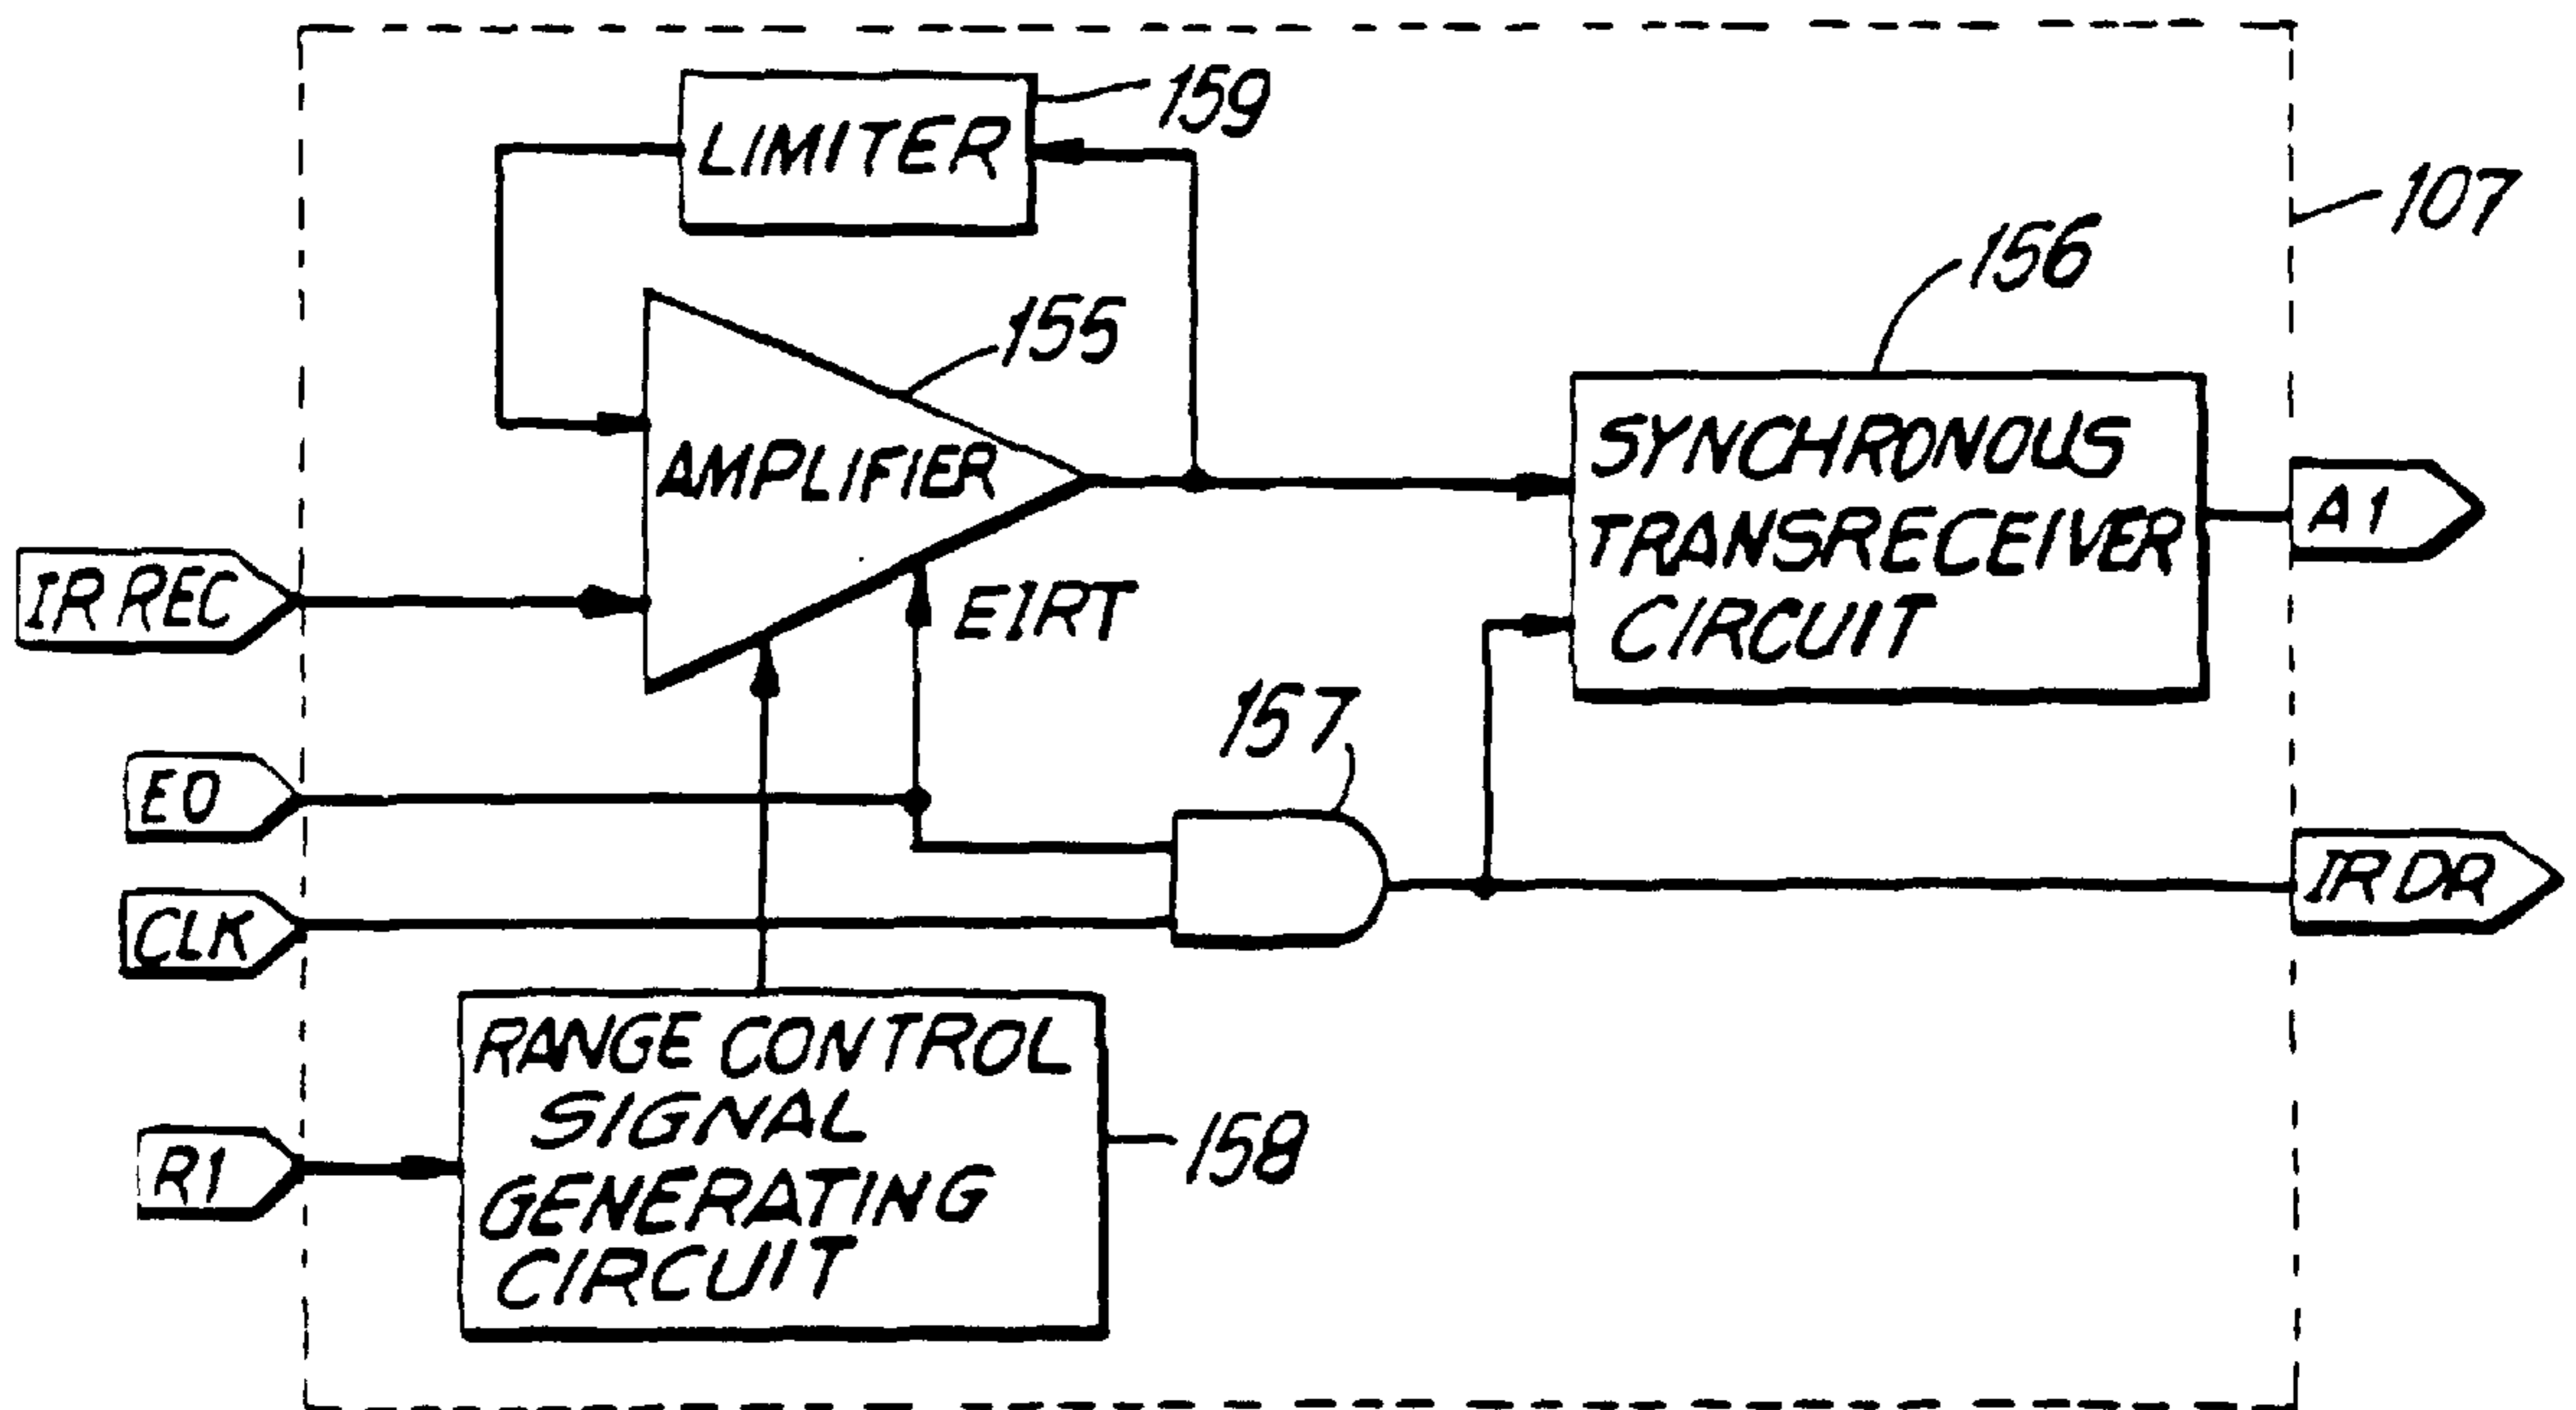 159
LIMITER
107
156
155
SYNCHRONOUS
TRANSRECEIVER
CIRCUIT
AMPLIFIER
A1
IR REC
EIRT
157
EO
IR DR
CLK
RANGE CONTROL
SIGNAL
GENERATING
CIRCUIT
158
R1